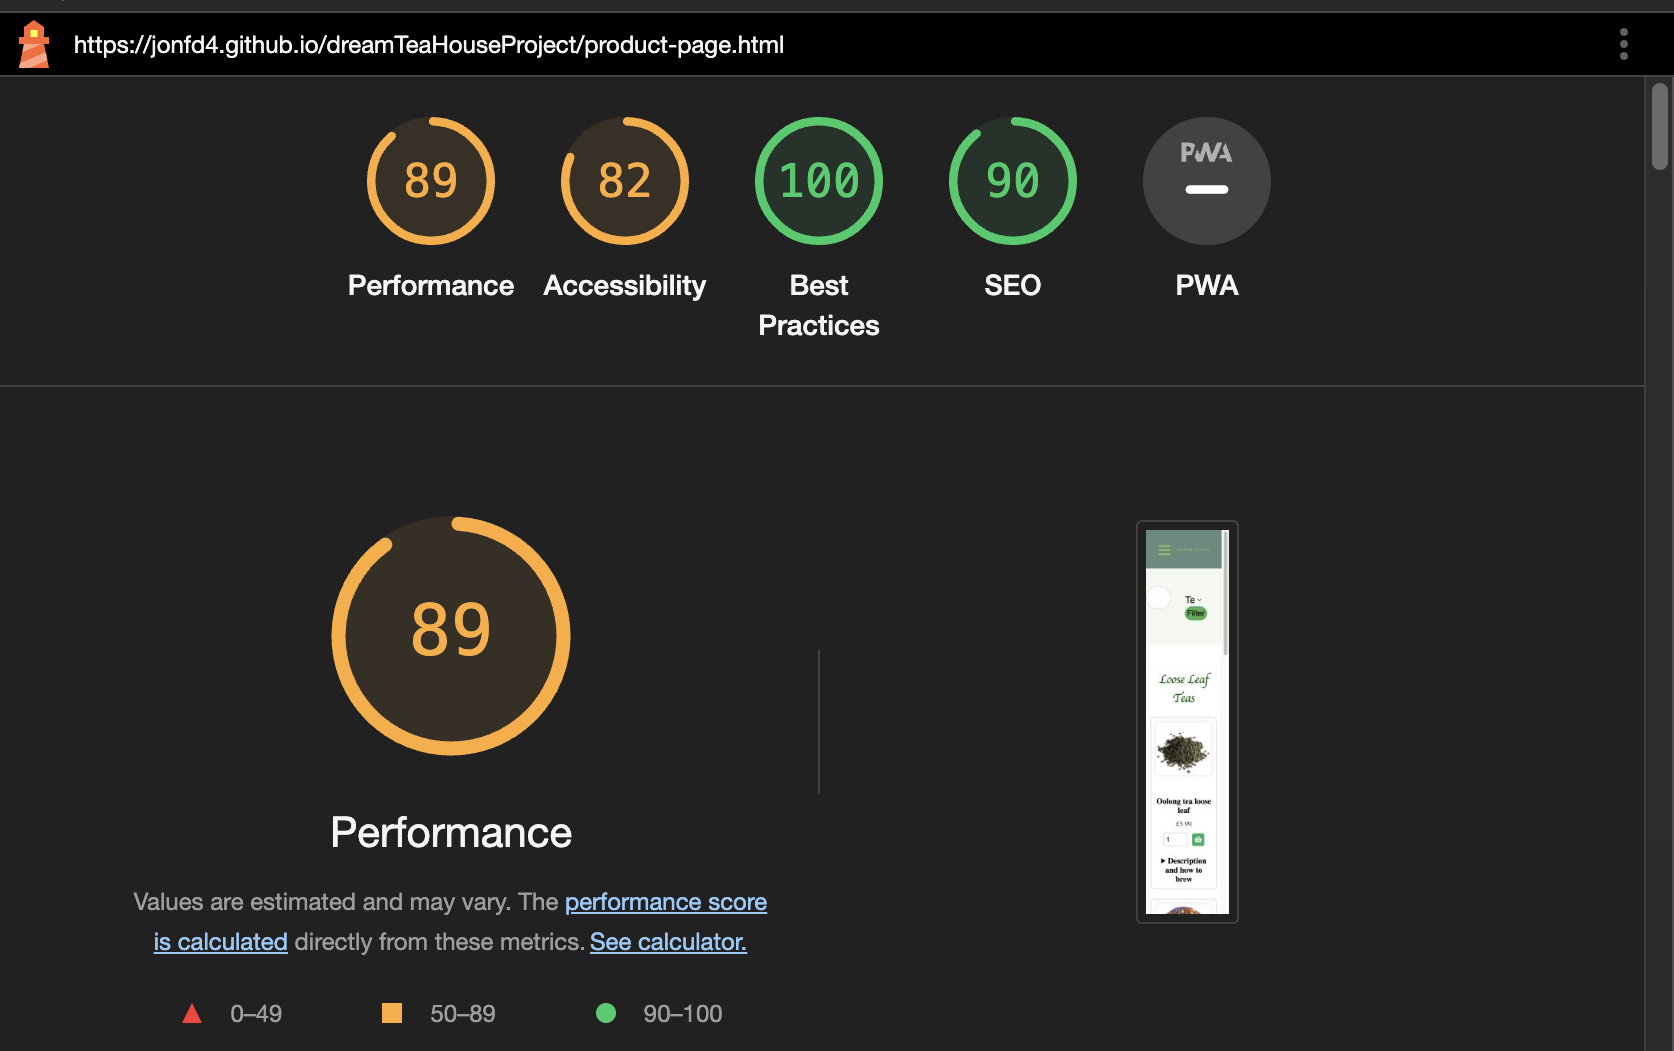 https://jonfd4.github.io/dreamTeaHouseProject/product-page.html
89
82
100
90
PWA
Performance
Accessibility
Best
Practices
SEO
PWA
89
Performance
Values are estimated and may vary. The performance score
is calculated directly from these metrics. See calculator.
0–49
50–89
90–100
Te
Filter
Loose Leaf
Teas
Oolong tea loose
leaf
£5.99
1
Description
and how to
brew